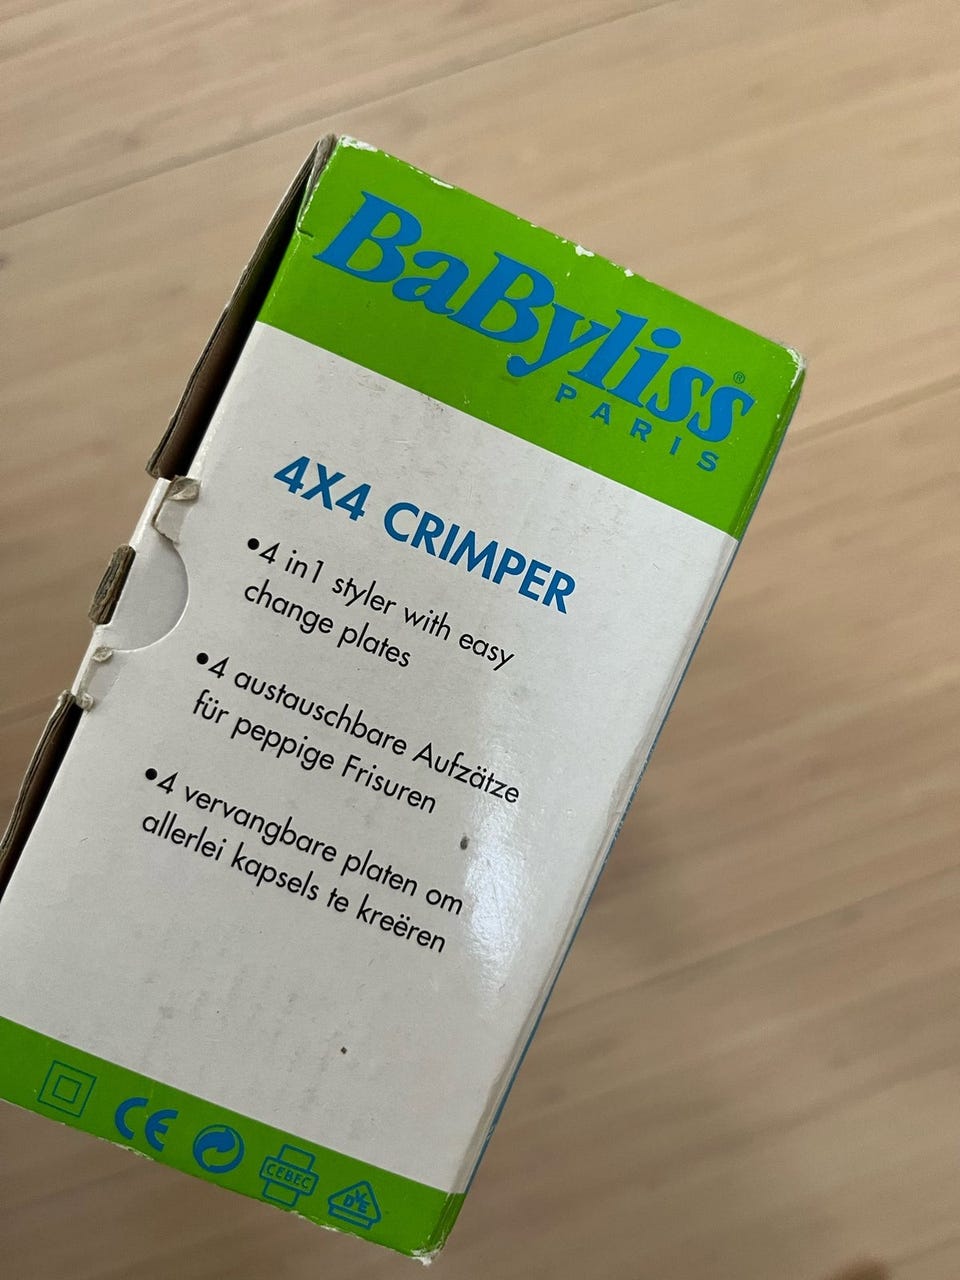 BaByliss®
PARIS
4X4 CRIMPER
•4 in1 styler with easy
change plates
•4 austauschbare Aufzätze
für peppige Frisuren
•4 vervangbare platen om
allerlei kapsels te kreëren
CE
CEBEC
DVE